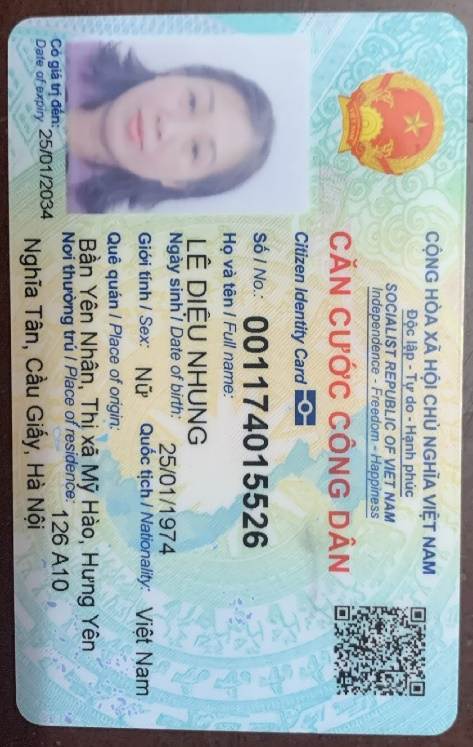 CỘNG HÒA XÃ HỘI CHỦ NGHĨA VIỆT NAM
Độc lập - Tự do - Hạnh phúc
SOCIALIST REPUBLIC OF VIET NAM
Independence - Freedom - Happiness
CĂN CƯỚC CÔNG DÂN
Citizen Identity Card
Số / No.: 001174015526
Họ và tên / Full name:
LÊ DIỆU NHUNG
Ngày sinh / Date of birth: 25/01/1974
Giới tính / Sex: Nữ Quốc tịch / Nationality: Việt Nam
Quê quán / Place of origin:
Bần Yên Nhân, Thị xã Mỹ Hào, Hưng Yên
Nơi thường trú / Place of residence: 126 A10
Nghĩa Tân, Cầu Giấy, Hà Nội
Có giá trị đến: 25/01/2034
Date of expiry